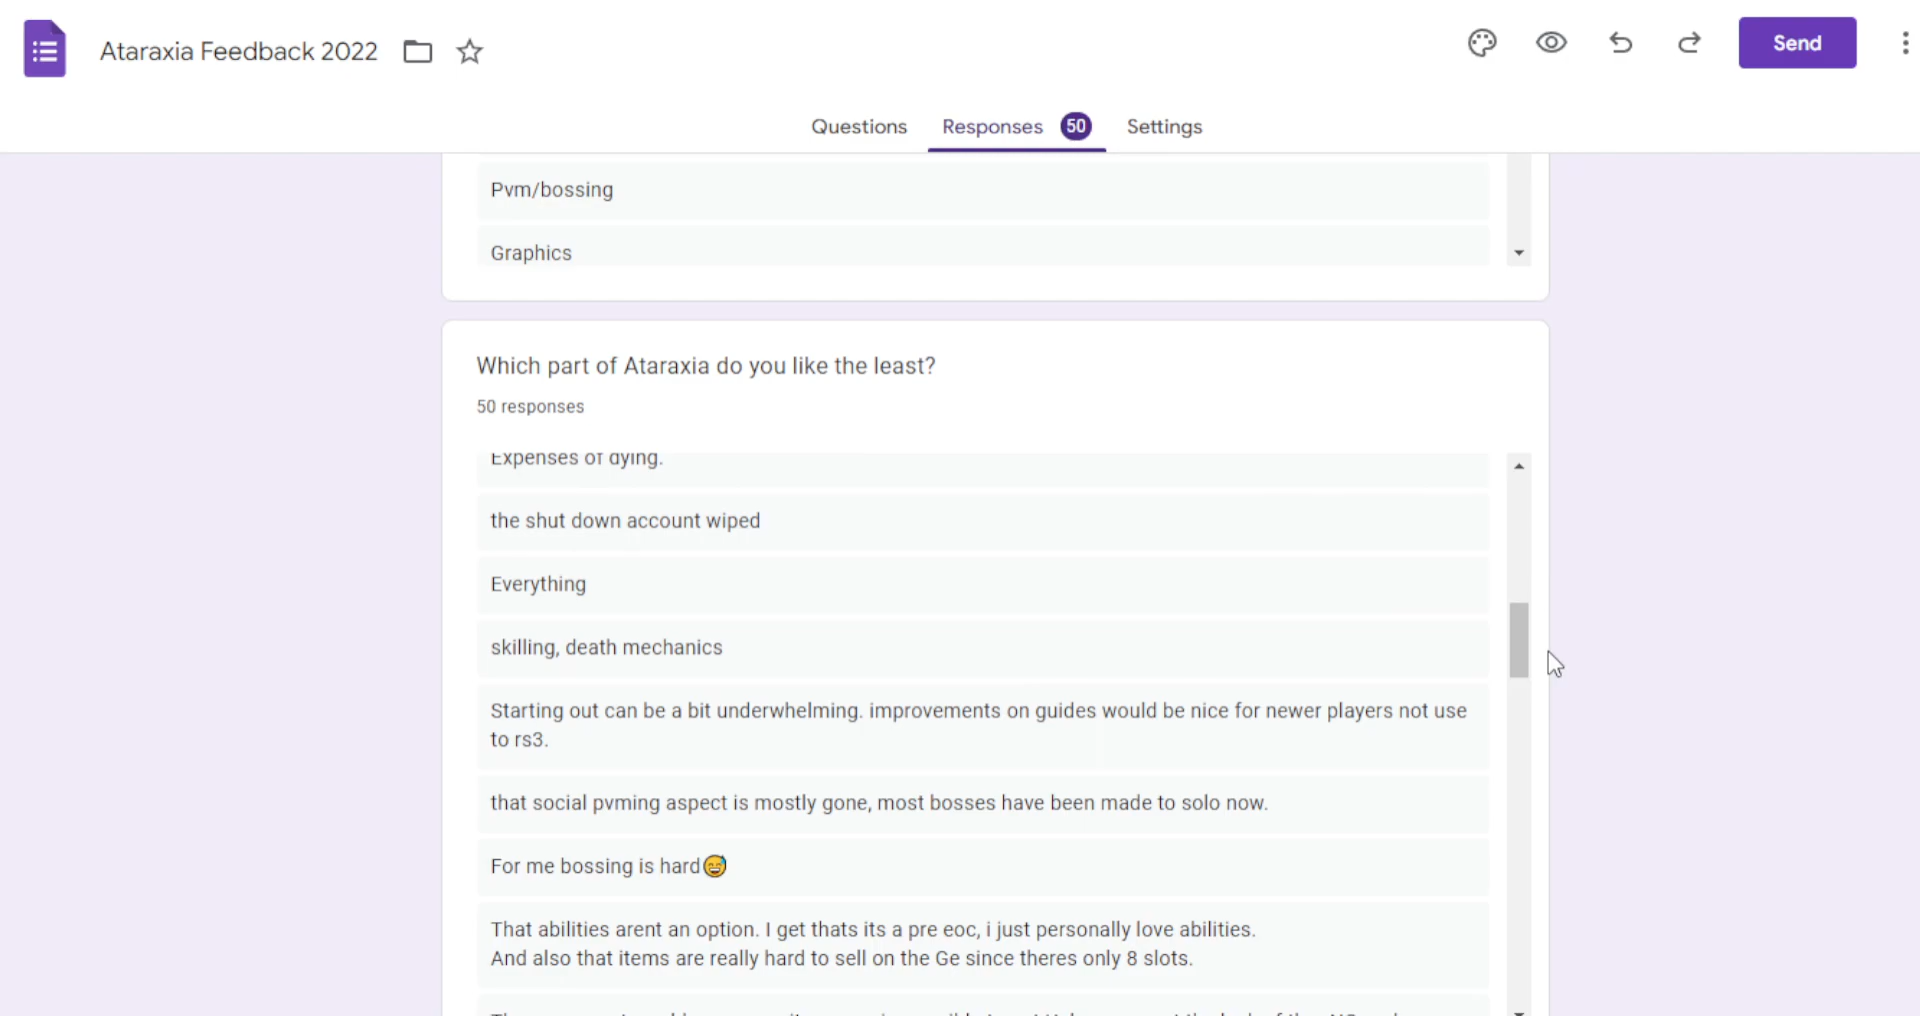 Ataraxia Feedback 2022
Send
Questions
Responses 50
Settings
Pvm/bossing
Graphics
Which part of Ataraxia do you like the least?
50 responses
Expenses of dying.
the shut down account wiped
Everything
skilling, death mechanics
Starting out can be a bit underwhelming. improvements on guides would be nice for newer players not use
to rs3.
that social pvming aspect is mostly gone, most bosses have been made to solo now.
For me bossing is hard😅
That abilities arent an option. I get thats its a pre eoc, i just personally love abilities.
And also that items are really hard to sell on the Ge since theres only 8 slots.